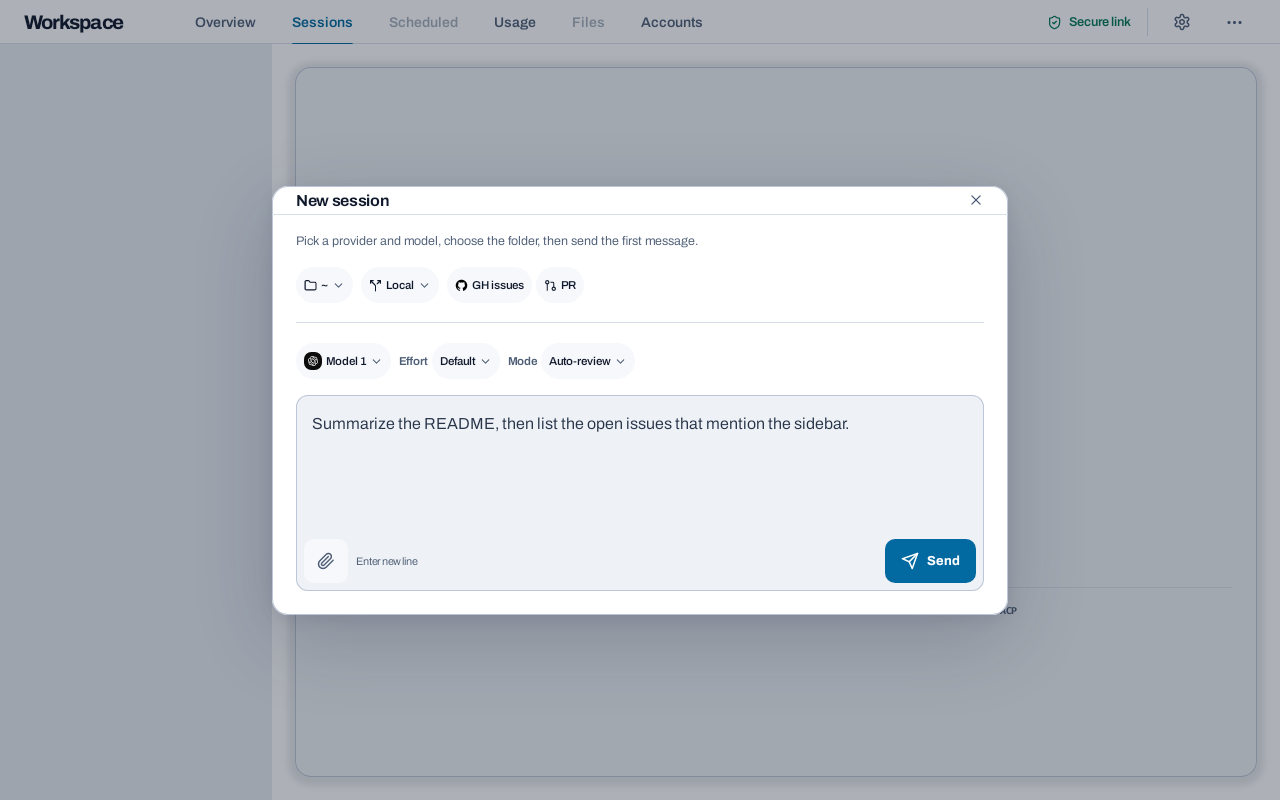 Workspace Overview Sessions Scheduled Usage Files Accounts Secure link
New session
Pick a provider and model, choose the folder, then send the first message.
~ Local GH issues PR
Model 1 Effort Default Mode Auto-review
Summarize the README, then list the open issues that mention the sidebar.
Enter new line Send